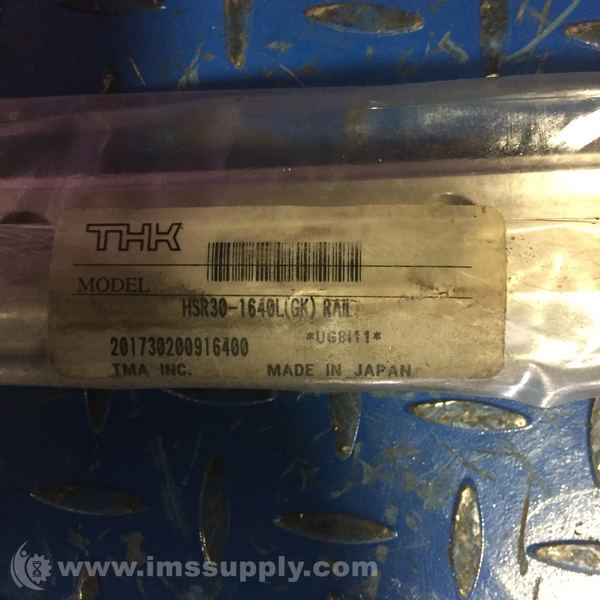 THK
MODEL
HSR30-1640L(GK) RAIL
201730200916400 *UG8I11*
TMA INC. MADE IN JAPAN
www.imssupply.com